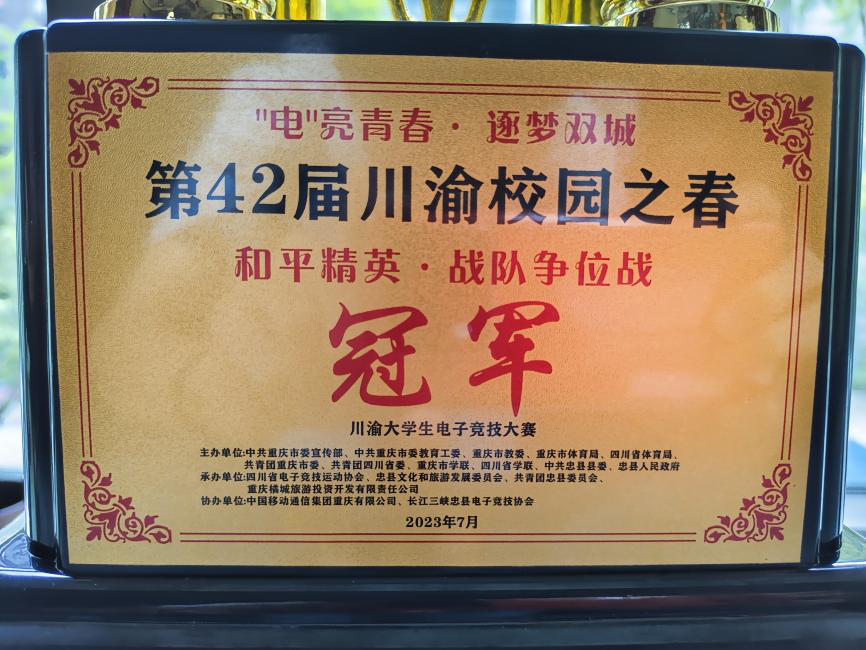 "电"亮青春·逐梦双城
第42届川渝校园之春
和平精英·战队争位战
冠军
川渝大学生电子竞技大赛
主办单位:中共重庆市委宣传部、中共重庆市委教育工委、重庆市教委、重庆市体育局、四川省体育局、
共青团重庆市委、共青团四川省委、重庆市学联、四川省学联、中共忠县县委、忠县人民政府
承办单位:四川省电子竞技运动协会、忠县文化和旅游发展委员会、共青团忠县委员会、
重庆橘城旅游投资开发有限责任公司
协办单位:中国移动通信集团重庆有限公司、长江三峡忠县电子竞技协会
2023年7月